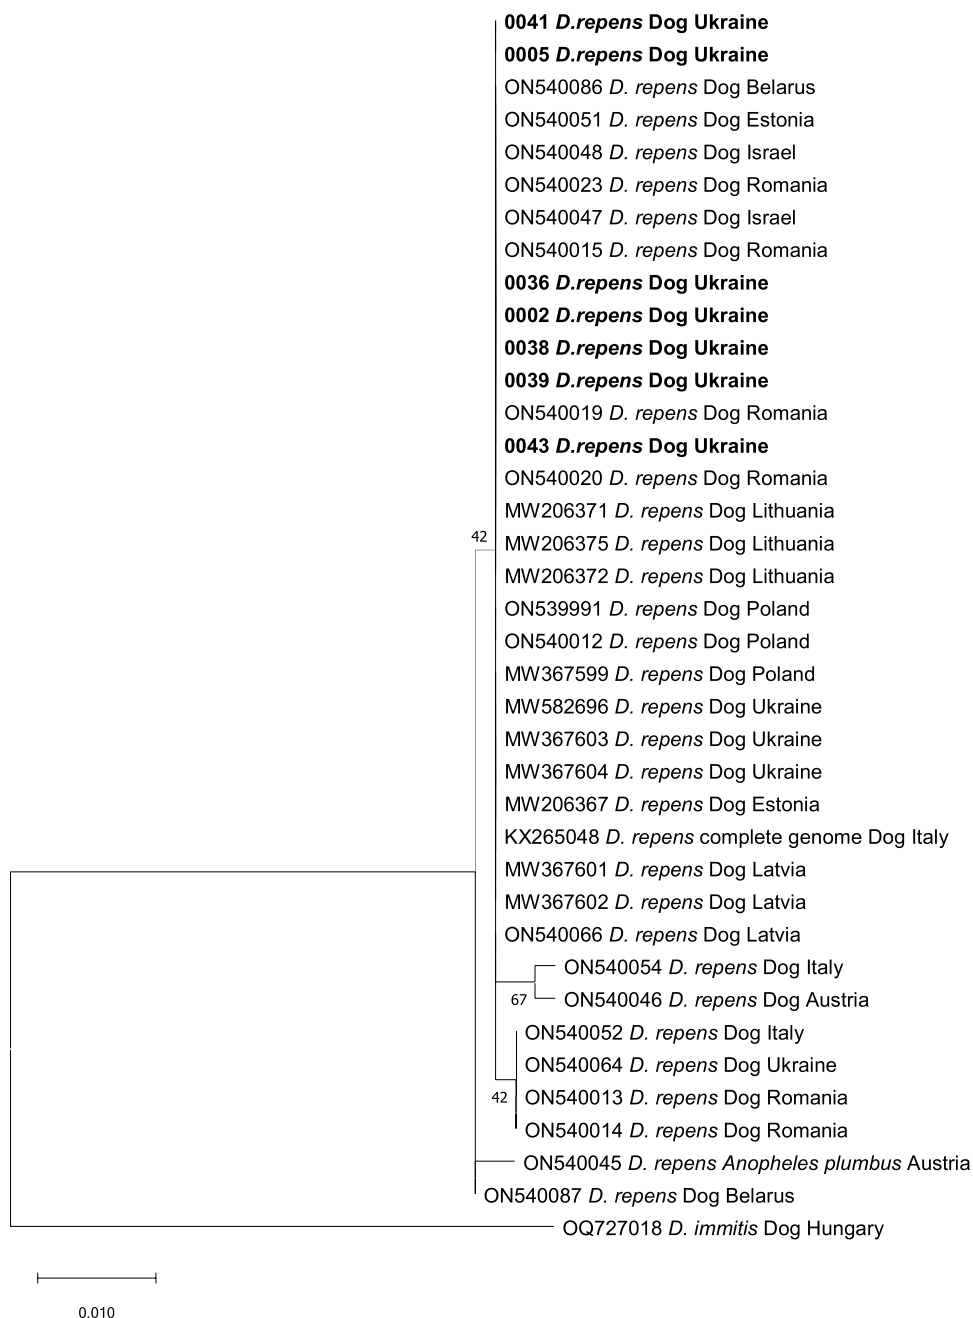 0041 D.repens Dog Ukraine
0005 D.repens Dog Ukraine
ON540086 D. repens Dog Belarus
ON540051 D. repens Dog Estonia
ON540048 D. repens Dog Israel
ON540023 D. repens Dog Romania
ON540047 D. repens Dog Israel
ON540015 D. repens Dog Romania
0036 D.repens Dog Ukraine
0002 D.repens Dog Ukraine
0038 D.repens Dog Ukraine
0039 D.repens Dog Ukraine
ON540019 D. repens Dog Romania
0043 D.repens Dog Ukraine
ON540020 D. repens Dog Romania
MW206371 D. repens Dog Lithuania
42
MW206375 D. repens Dog Lithuania
MW206372 D. repens Dog Lithuania
ON539991 D. repens Dog Poland
ON540012 D. repens Dog Poland
MW367599 D. repens Dog Poland
MW582696 D. repens Dog Ukraine
MW367603 D. repens Dog Ukraine
MW367604 D. repens Dog Ukraine
MW206367 D. repens Dog Estonia
KX265048 D. repens complete genome Dog Italy
MW367601 D. repens Dog Latvia
MW367602 D. repens Dog Latvia
ON540066 D. repens Dog Latvia
ON540054 D. repens Dog Italy
67
ON540046 D. repens Dog Austria
ON540052 D. repens Dog Italy
ON540064 D. repens Dog Ukraine
42
ON540013 D. repens Dog Romania
ON540014 D. repens Dog Romania
ON540045 D. repens Anopheles plumbus Austria
ON540087 D. repens Dog Belarus
OQ727018 D. immitis Dog Hungary
0.010